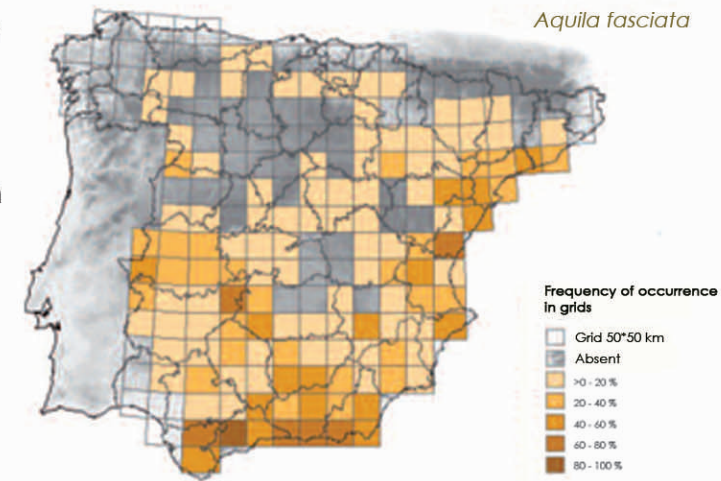 Aquila fasciata
Frequency of occurrence
in grids
Grid 50*50 km
Absent
>0 - 20 %
20 - 40 %
40 - 60 %
60 - 80 %
80 - 100 %